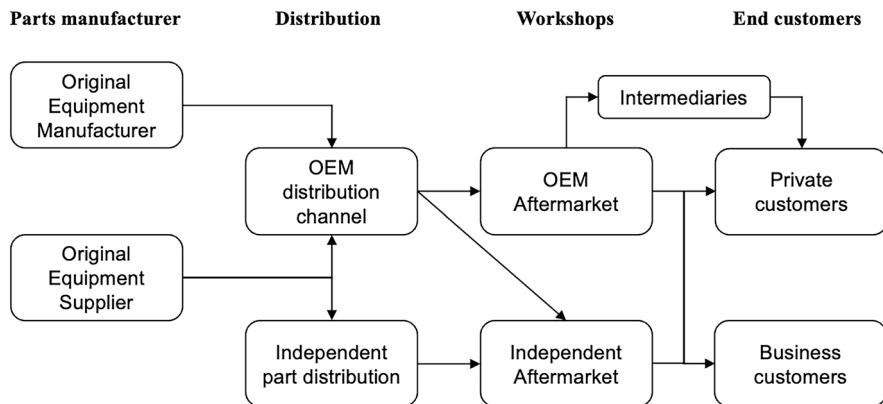 Parts manufacturer
Distribution
Workshops
End customers
Original
Equipment
Manufacturer
Intermediaries
OEM
distribution
channel
OEM
Aftermarket
Private
customers
Original
Equipment
Supplier
Independent
part distribution
Independent
Aftermarket
Business
customers